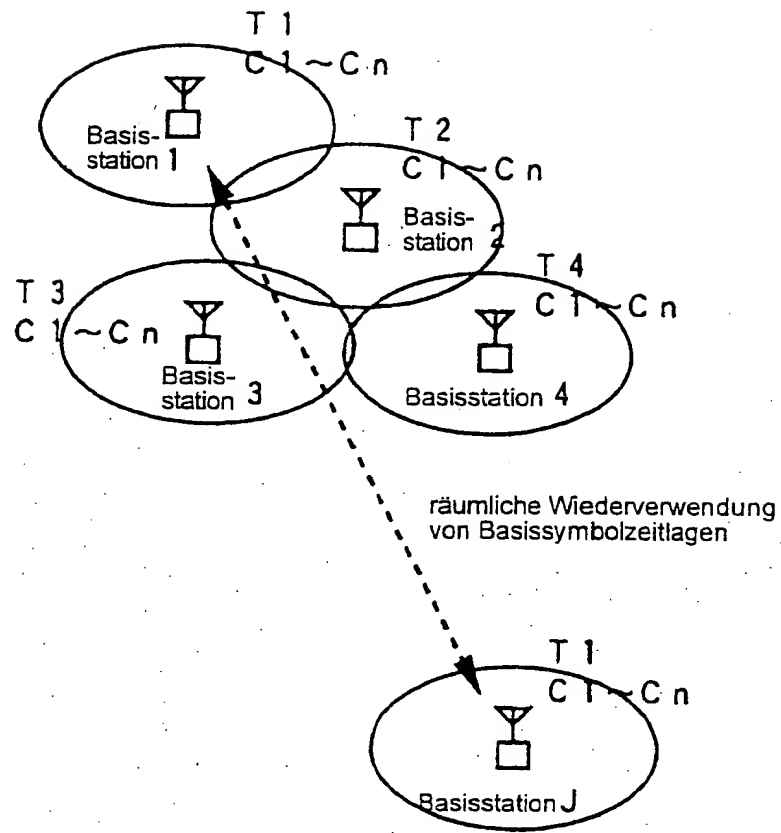 T 1
C 1 ~ C n
Basis-
station 1
T 2
C 1 ~ C n
Basis-
station 2
T 3
C 1 ~ C n
Basis-
station 3
T 4
C 1 ~ C n
Basisstation 4
räumliche Wiederverwendung
von Basissymbolzeitlagen
T 1
C 1 ~ C n
Basisstation J